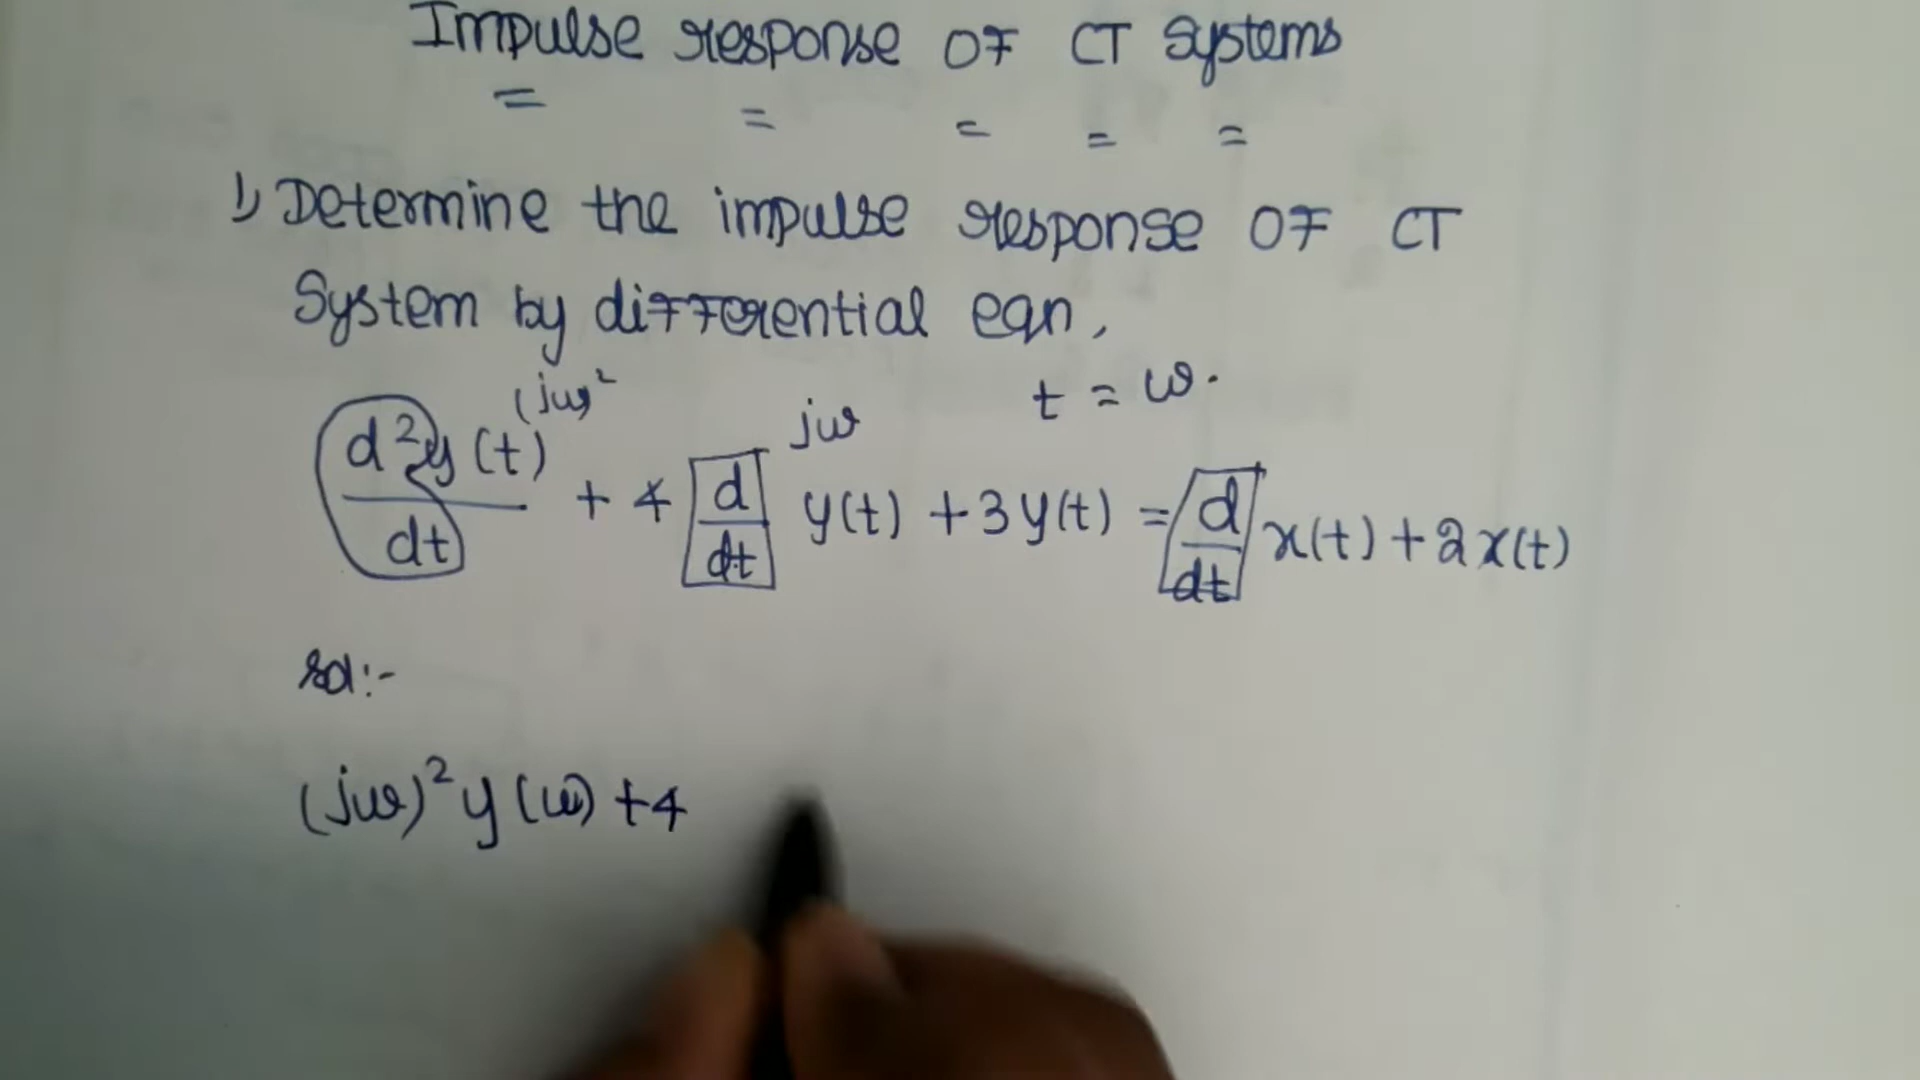 Impulse response OF CT Systems
1) Determine the impulse response OF CT
System by differential eqn,
(jω)² jω t = ω.
d²y(t)/dt + 4 d/dt y(t) + 3y(t) = d/dt x(t) + 2x(t)
sol:-
(jω)² y(ω) + 4